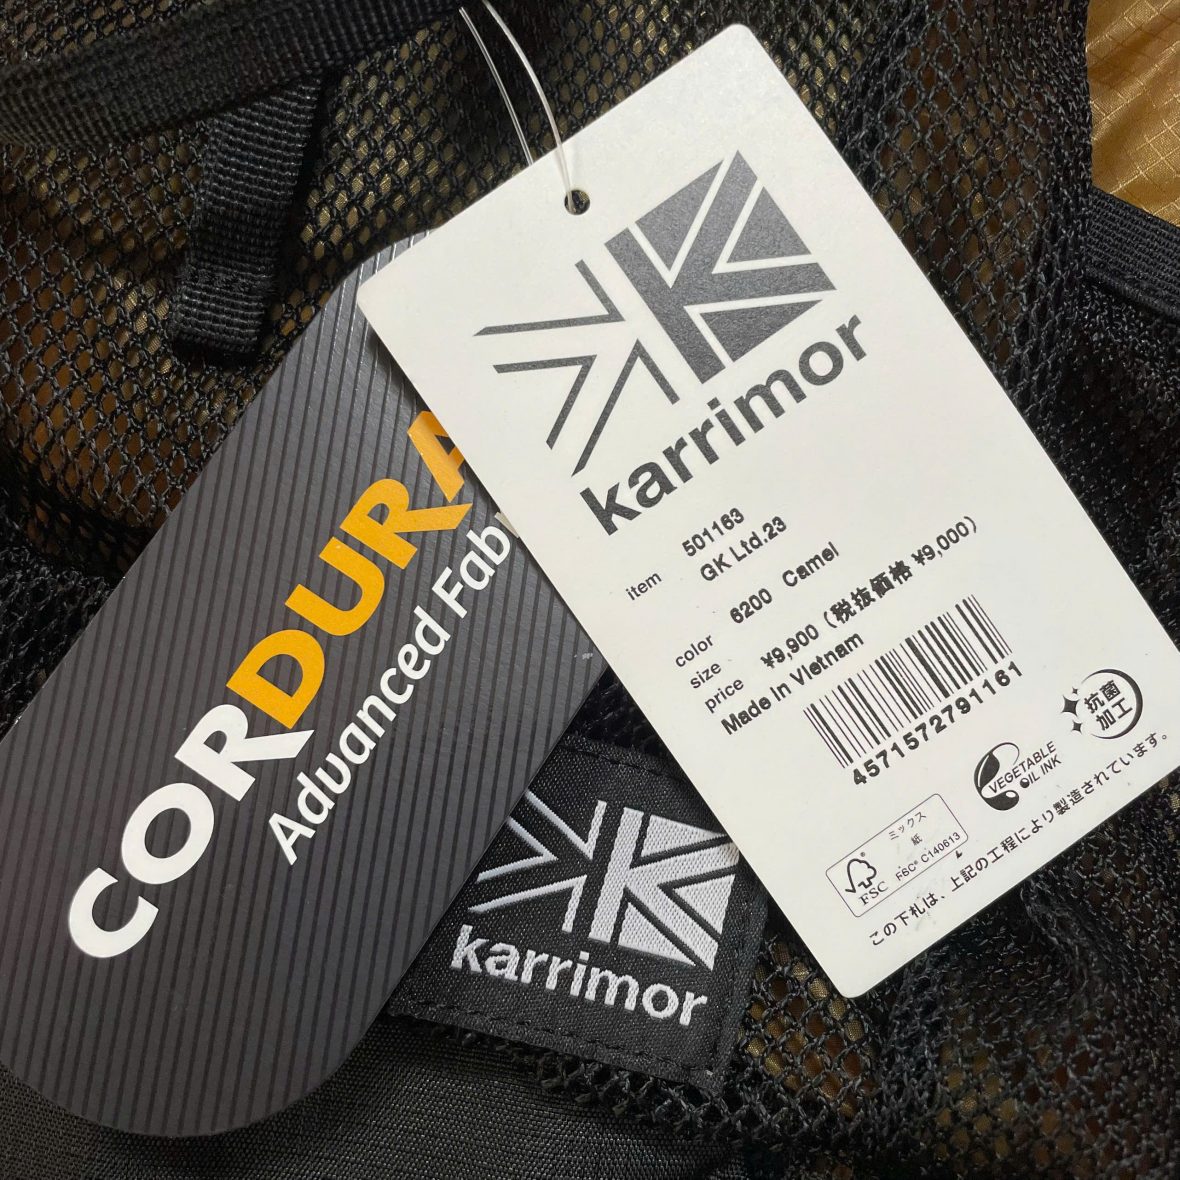 karrimor
item 501163
GK Ltd.23
color 6200 Camel
size
price ¥9,900 (税抜価格 ¥9,000)
Made In Vietnam
4571572791161
抗菌
加工
VEGETABLE
OIL INK
ミックス
紙
FSC® C140613
FSC
この下札は、上記の工程により製造されています。
CORDURA
Advanced Fab
karrimor